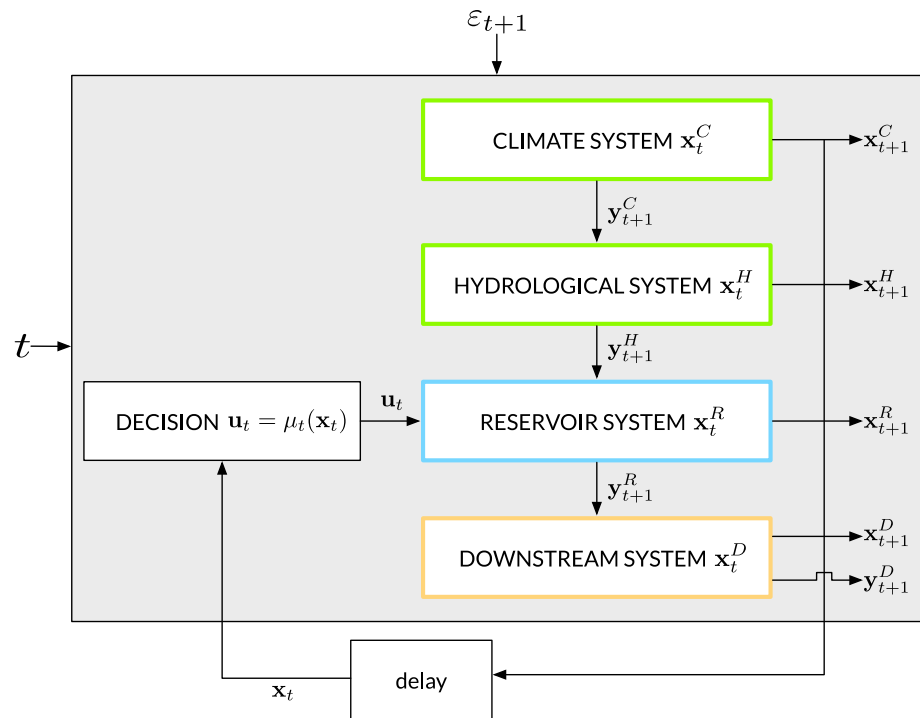 ε_{t+1}
CLIMATE SYSTEM x_t^C
x_{t+1}^C
y_{t+1}^C
HYDROLOGICAL SYSTEM x_t^H
x_{t+1}^H
t
y_{t+1}^H
DECISION u_t = μ_t(x_t)
u_t
RESERVOIR SYSTEM x_t^R
x_{t+1}^R
y_{t+1}^R
DOWNSTREAM SYSTEM x_t^D
x_{t+1}^D
y_{t+1}^D
x_t
delay